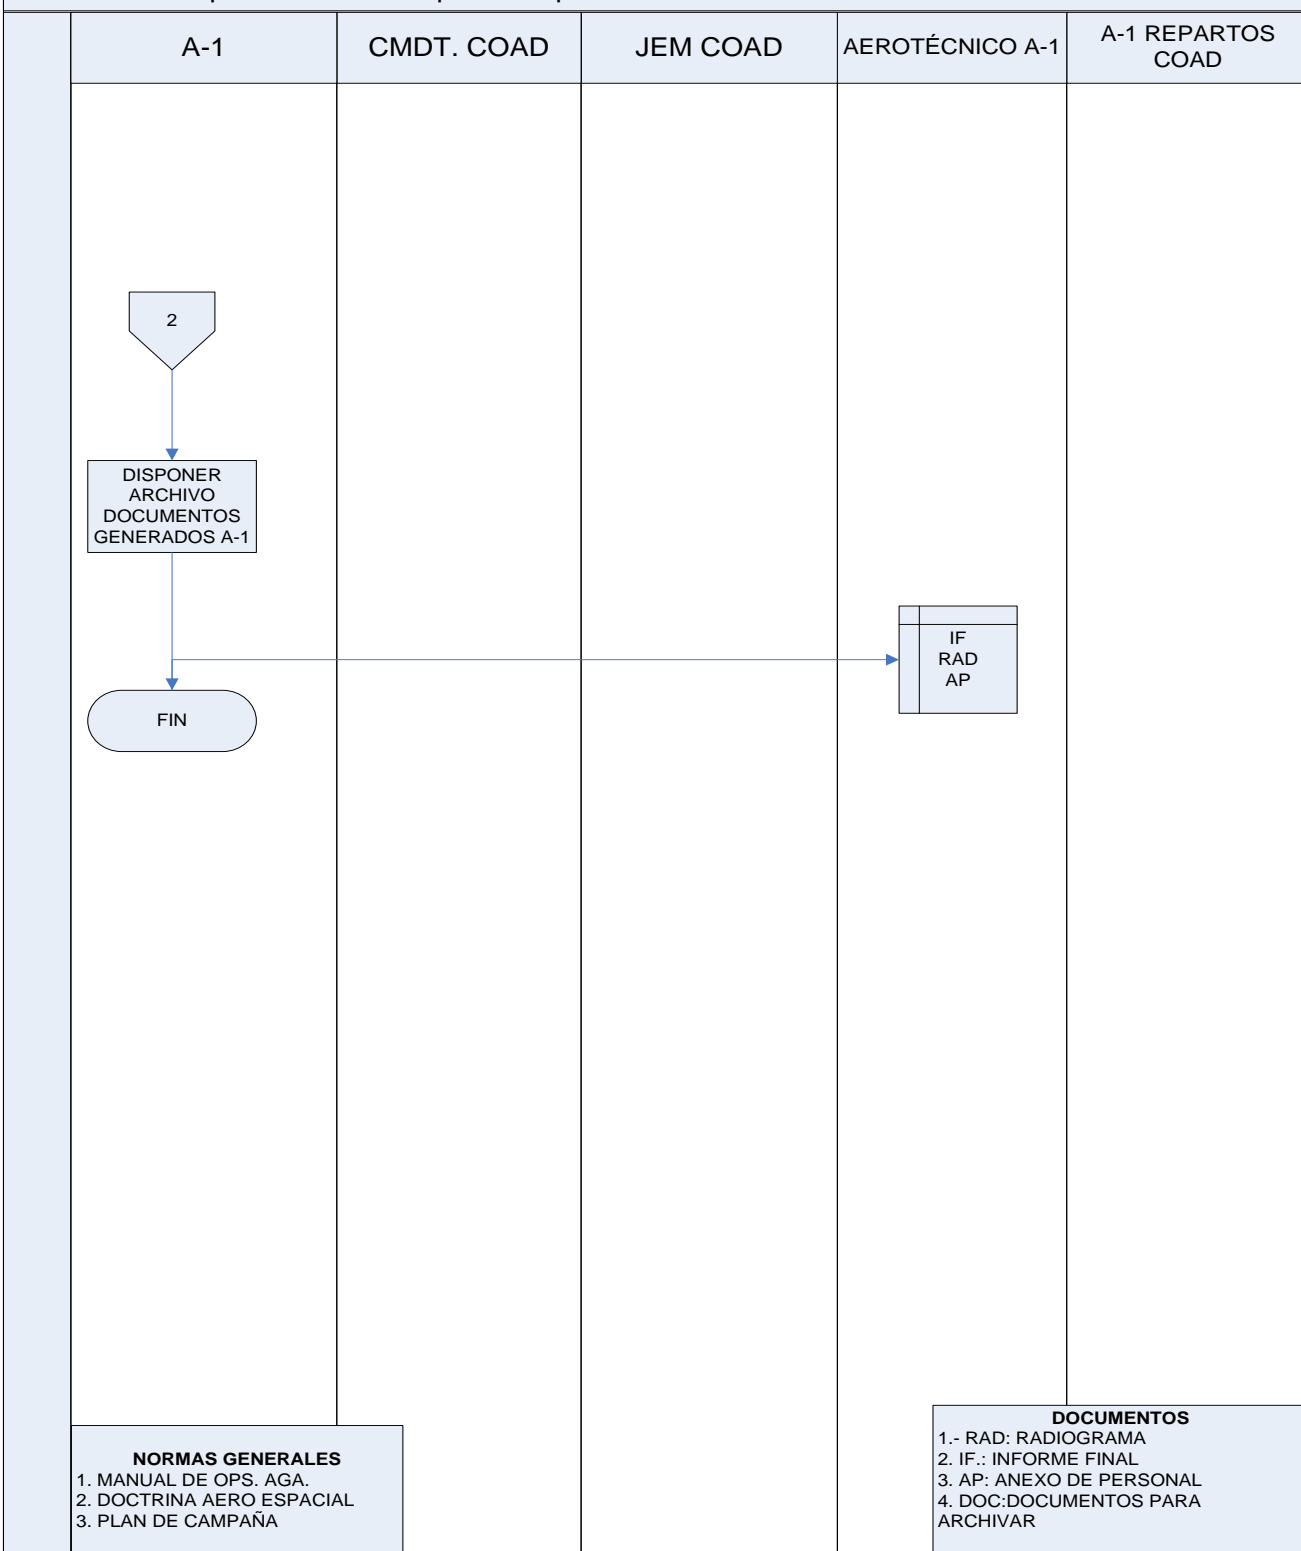 A-1
CMDT. COAD
JEM COAD
AEROTÉCNICO A-1
A-1 REPARTOS
COAD
2
DISPONER
ARCHIVO
DOCUMENTOS
GENERADOS A-1
IF
RAD
AP
FIN
NORMAS GENERALES
1. MANUAL DE OPS. AGA.
2. DOCTRINA AERO ESPACIAL
3. PLAN DE CAMPAÑA
DOCUMENTOS
1.- RAD: RADIOGRAMA
2. IF.: INFORME FINAL
3. AP: ANEXO DE PERSONAL
4. DOC:DOCUMENTOS PARA
ARCHIVAR